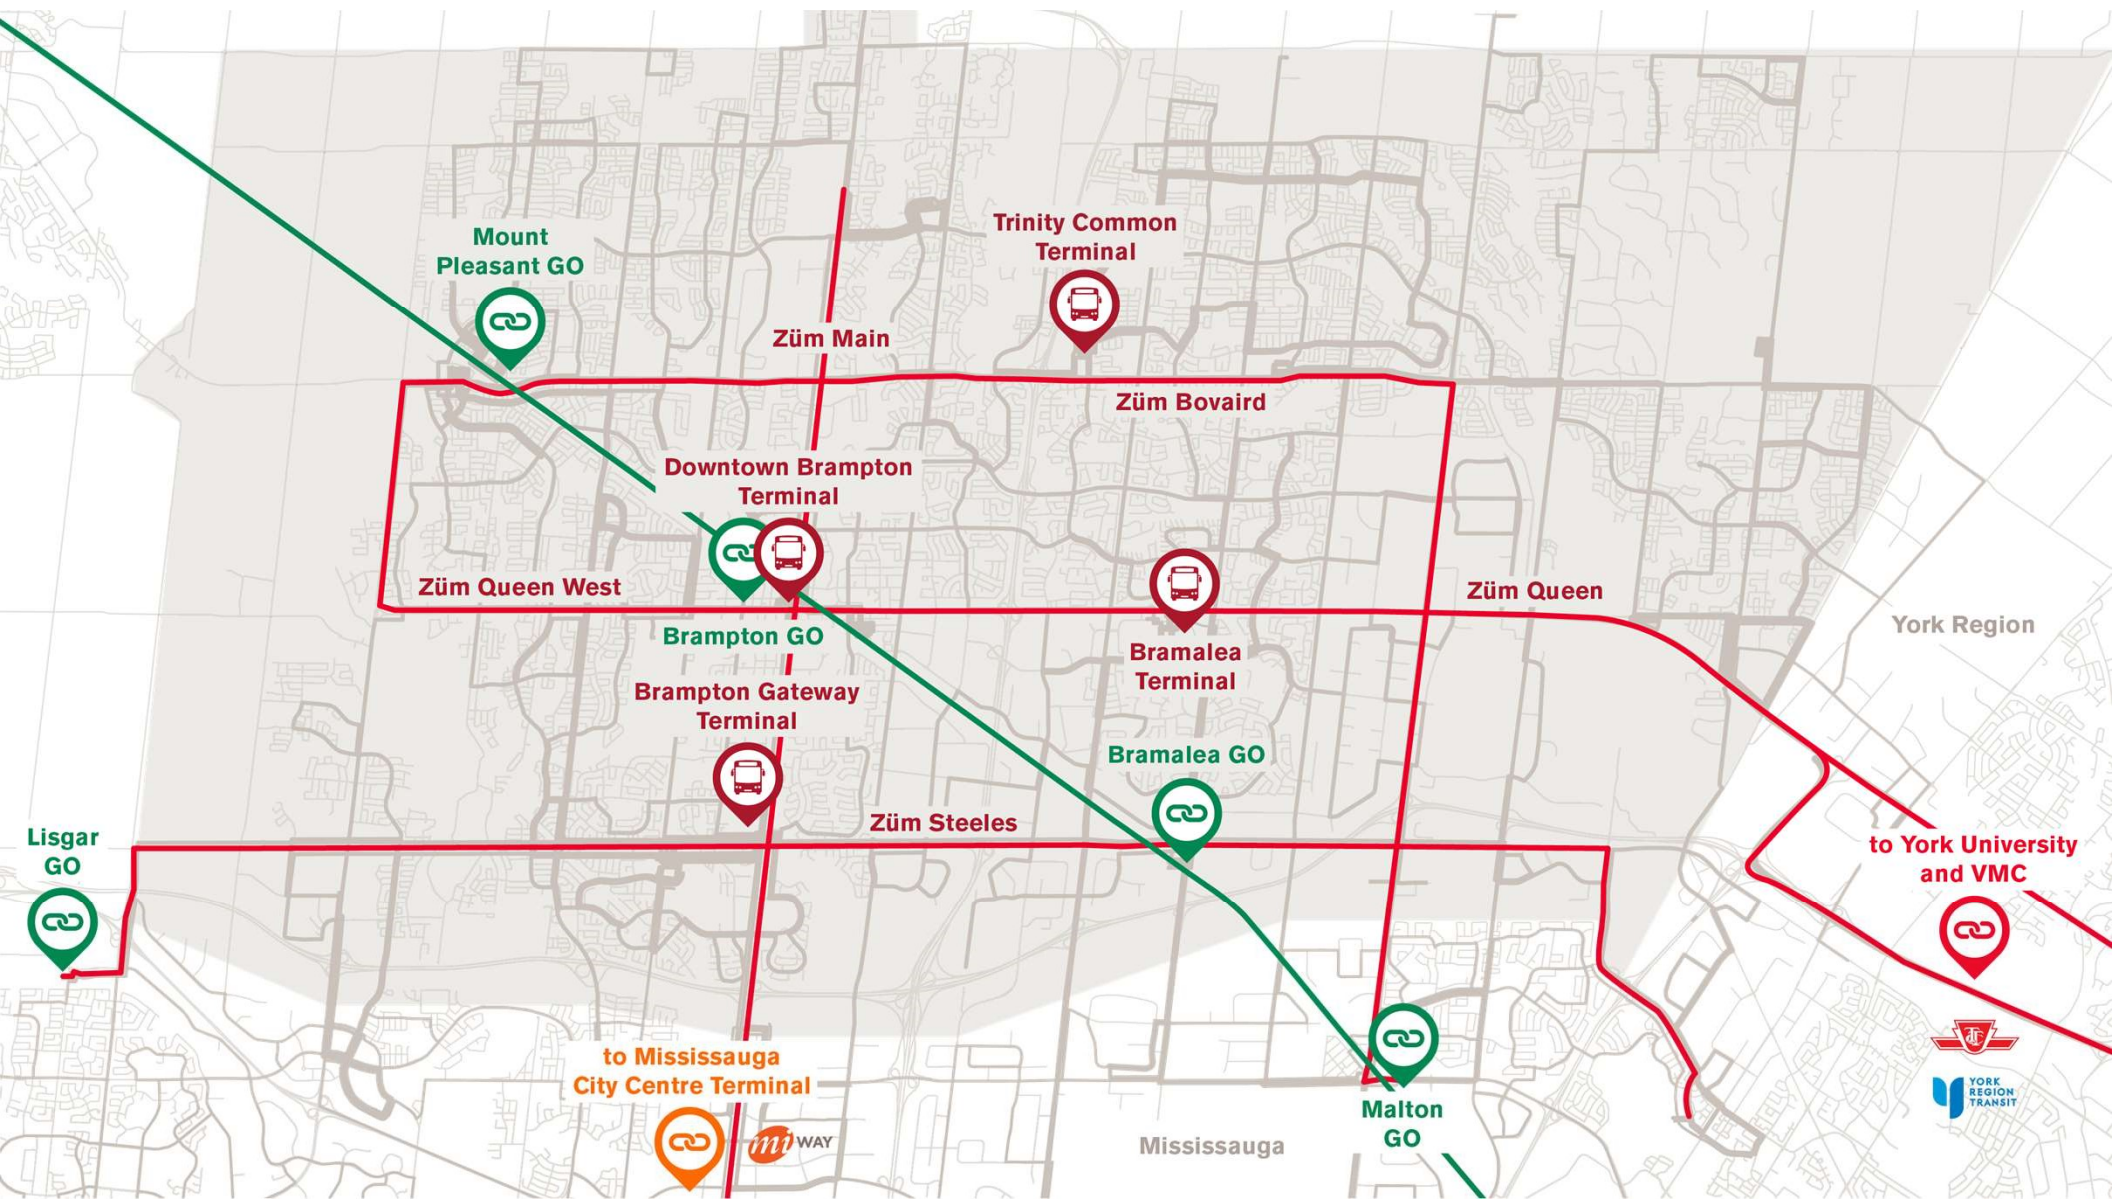 Mount
Pleasant GO
Trinity Common
Terminal
Züm Main
Züm Bovaird
Downtown Brampton
Terminal
Züm Queen West
Züm Queen
York Region
Brampton GO
Bramalea
Terminal
Brampton Gateway
Terminal
Bramalea GO
Züm Steeles
Lisgar
GO
to York University
and VMC
TTC
YORK
REGION
TRANSIT
to Mississauga
City Centre Terminal
mi WAY
Malton
GO
Mississauga